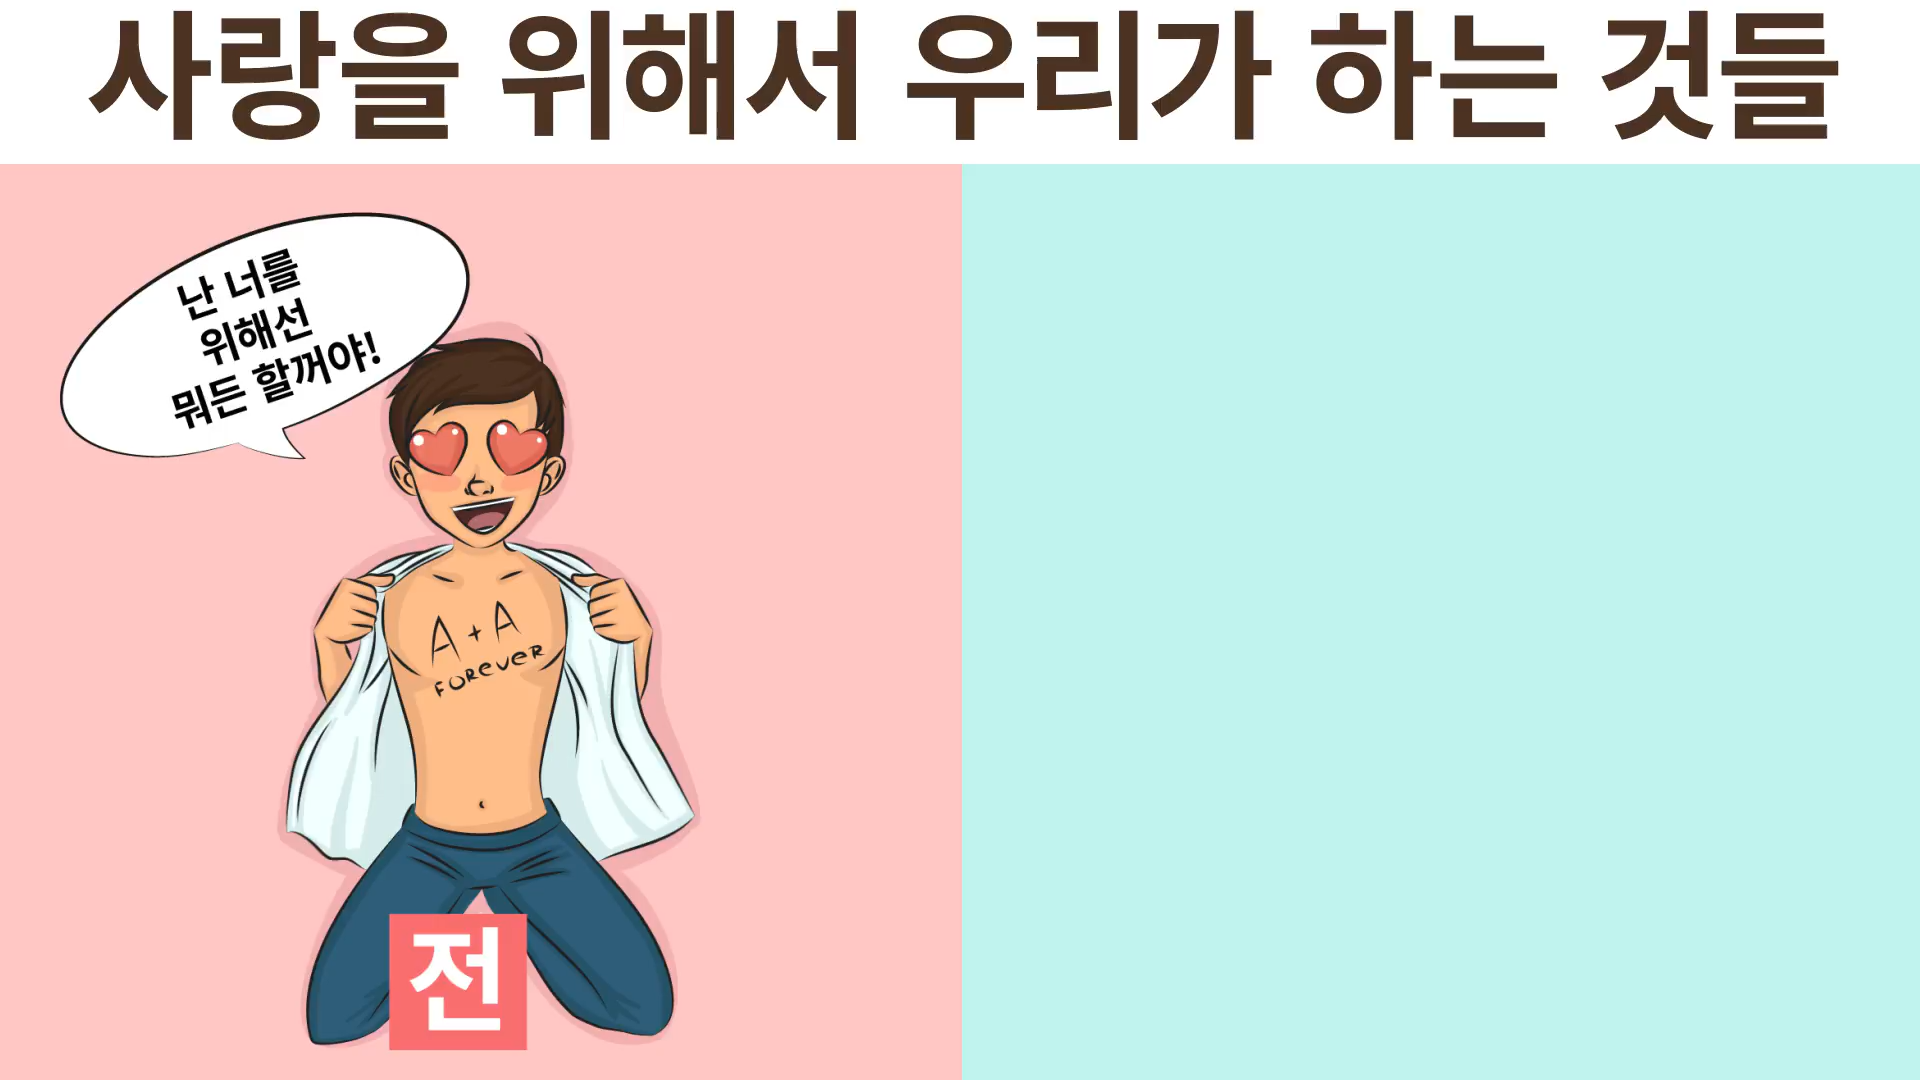 사랑을 위해서 우리가 하는 것들
난 너를
위해선
뭐든 할꺼야!
A + A
FOREVER
전